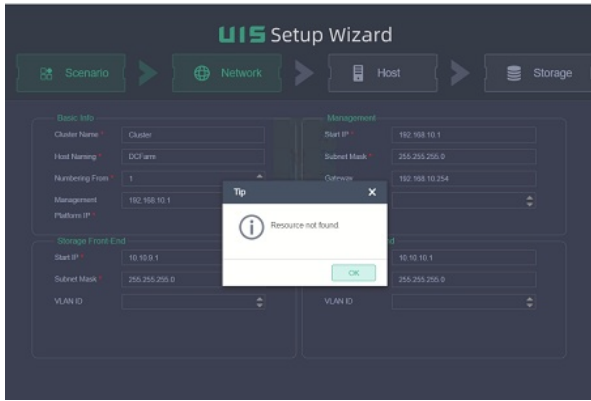 UIS Setup Wizard
Scenario
Network
Host
Storage
Basic Info
Cluster Name * Cluster
Host Naming * DCFarm
Numbering From * 1
Management Platform IP * 192.168.10.1
Management
Start IP * 192.168.10.1
Subnet Mask * 255.255.255.0
Gateway 192.168.10.254
Tip X
Resource not found
OK
Storage Front-End
Start IP * 10.10.9.1
Subnet Mask * 255.255.255.0
VLAN ID
10.10.10.1
Subnet Mask * 255.255.255.0
VLAN ID